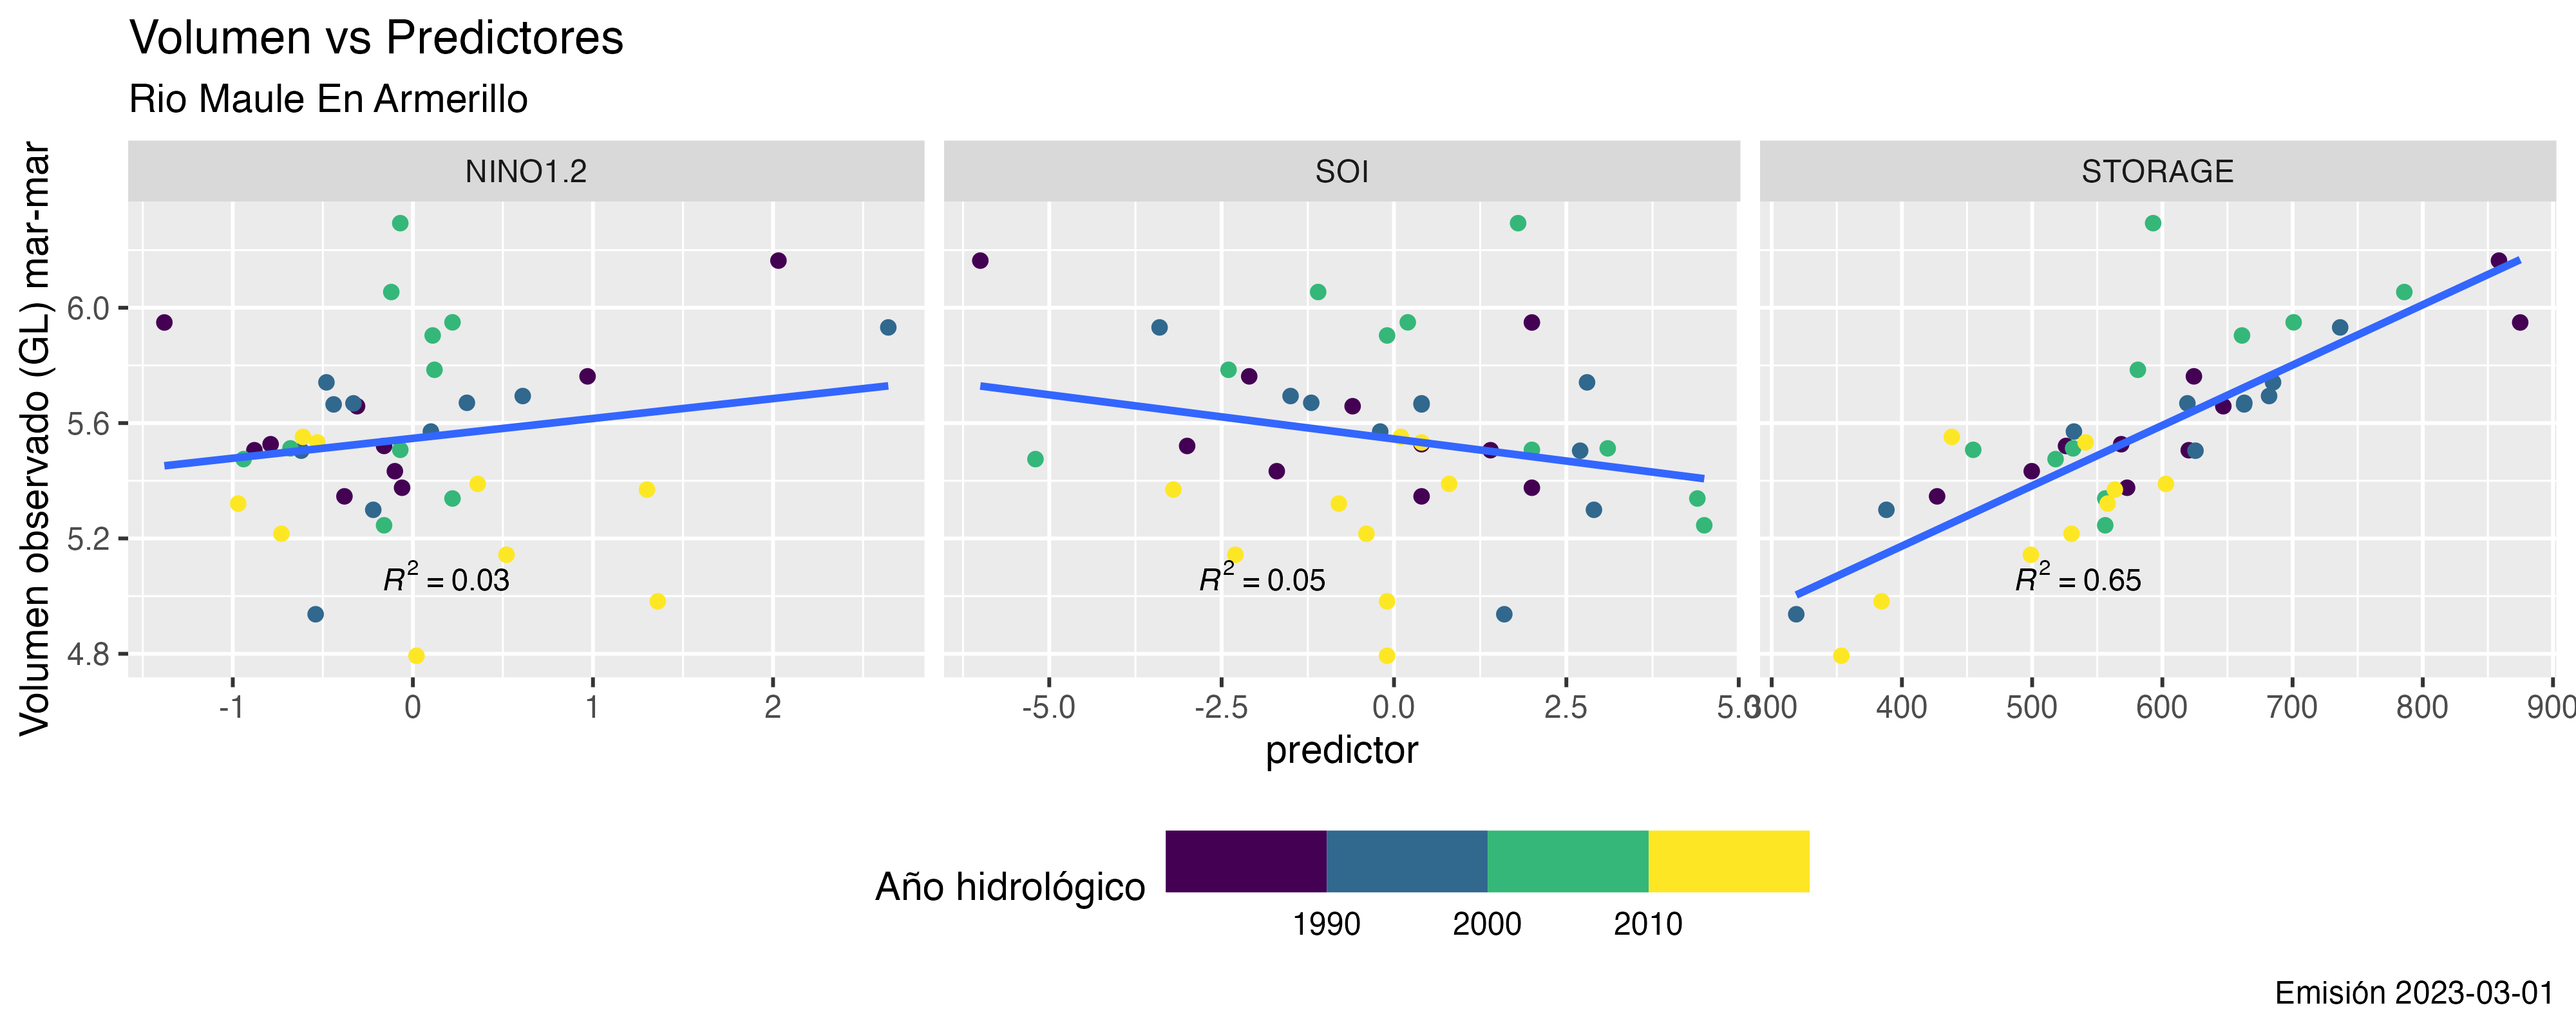 Volumen vs Predictores
Rio Maule En Armerillo
Volumen observado (GL) mar-mar
NINO1.2
SOI
STORAGE
6.0
5.6
5.2
4.8
R² = 0.03
R² = 0.05
R² = 0.65
-1 0 1 2
-5.0 -2.5 0.0 2.5 5.0
300 400 500 600 700 800 900
predictor
Año hidrológico
1990 2000 2010
Emisión 2023-03-01